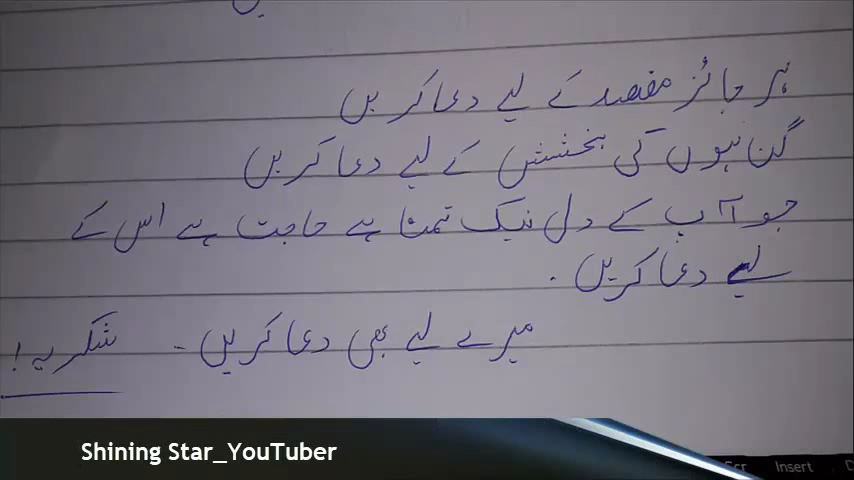 ہر جائز مقصد کے لیے دعا کریں
گناہوں کی بخشش کے لیے دعا کریں
جو آپ کے دل نیک تمنا ہے حاجت ہے اس کے
لیے دعا کریں۔
میرے لیے بھی دعا کریں۔ شکریہ!
Shining Star_YouTuber
Insert